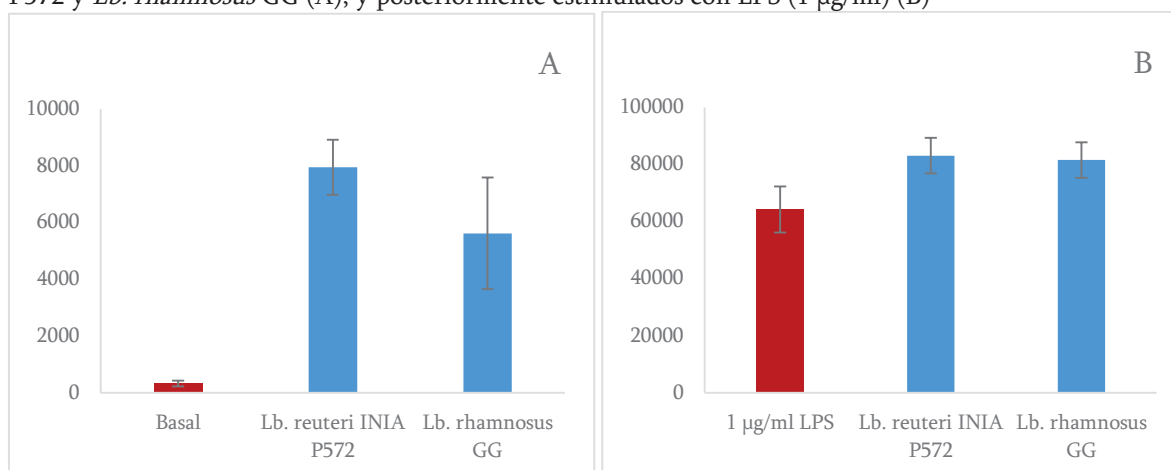 P572 y Lb. rhamnosus GG (A), y posteriormente estimulados con LPS (1 µg/ml) (B)
A
10000
8000
6000
4000
2000
0
Basal
Lb. reuteri INIA
P572
Lb. rhamnosus
GG
B
100000
80000
60000
40000
20000
0
1 µg/ml LPS
Lb. reuteri INIA
P572
Lb. rhamnosus
GG